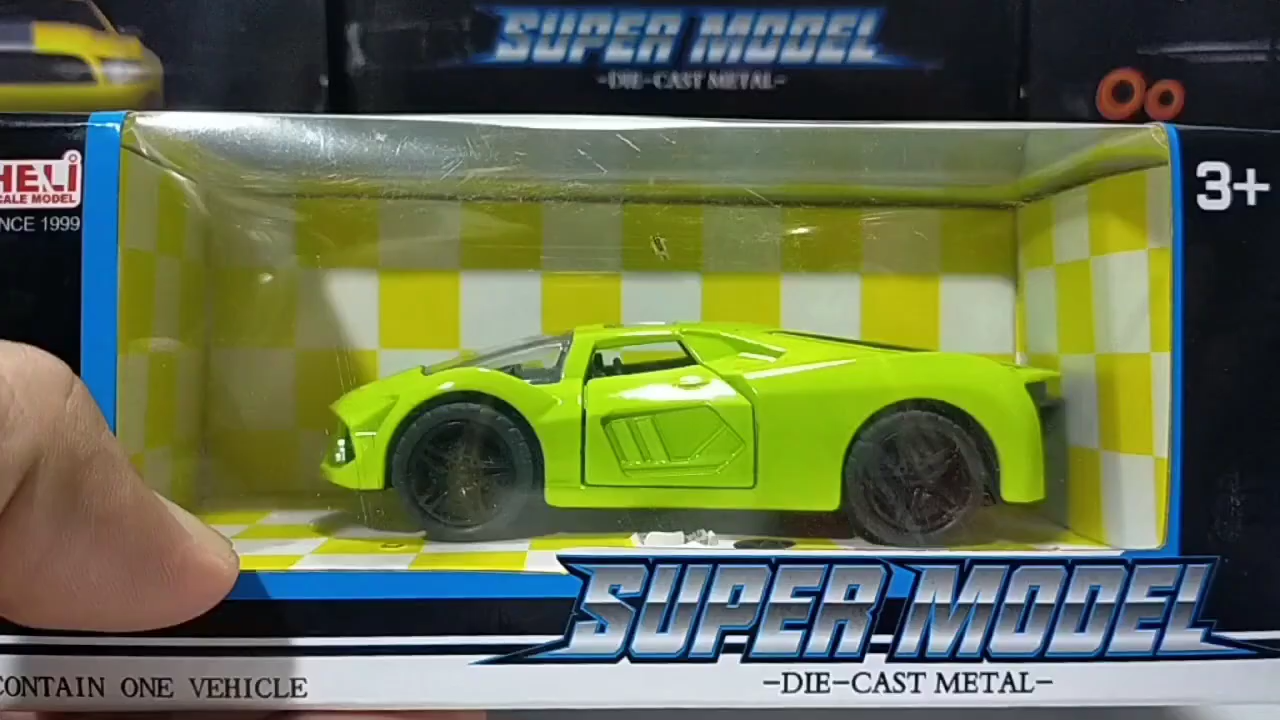 SUPER MODEL
-DIE-CAST METAL-
HELI
CALE MODEL
NCE 1999
3+
SUPER MODEL
-DIE-CAST METAL-
CONTAIN ONE VEHICLE